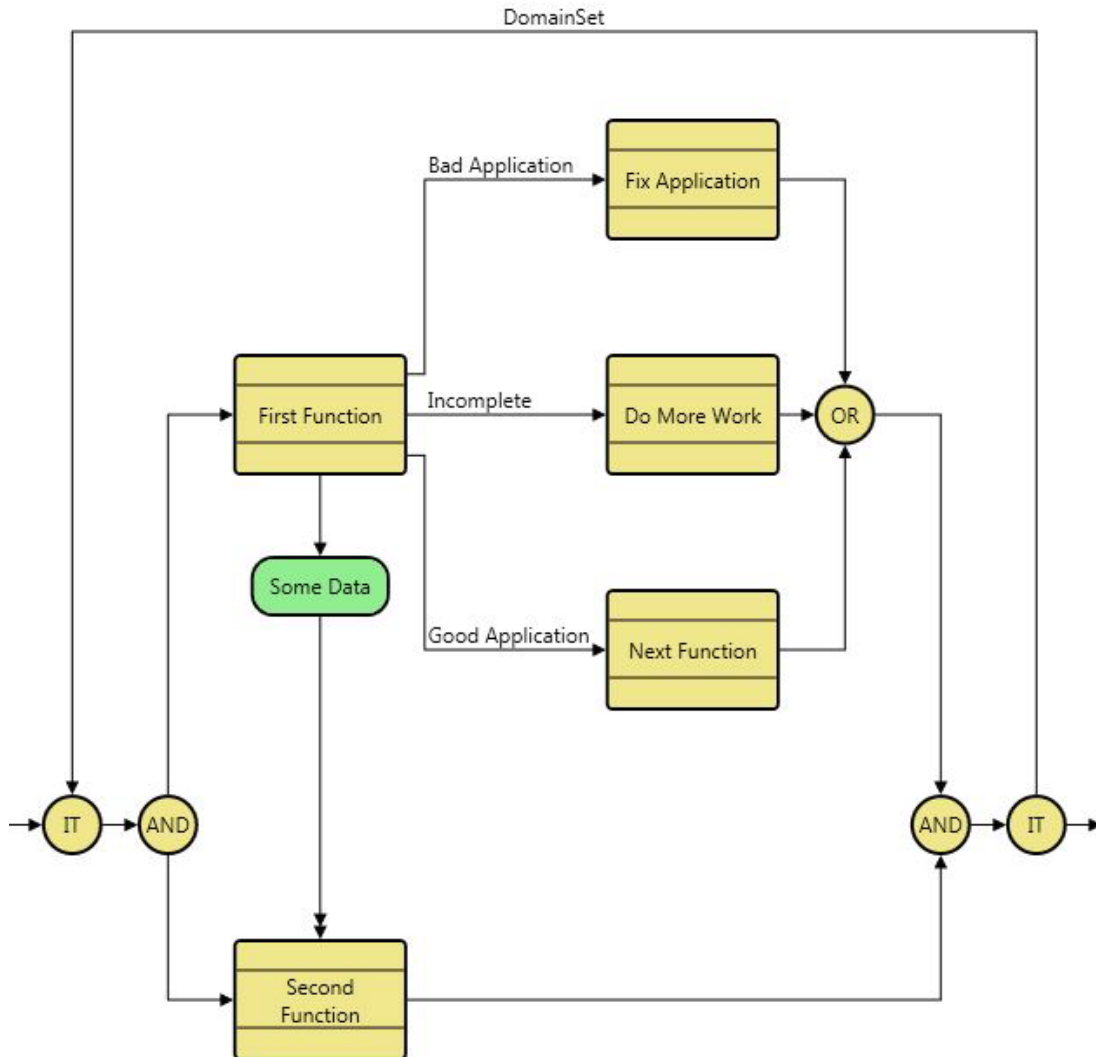 DomainSet
Bad Application
Fix Application
First Function
Incomplete
Do More Work
OR
Some Data
Good Application
Next Function
IT
AND
AND
IT
Second
Function